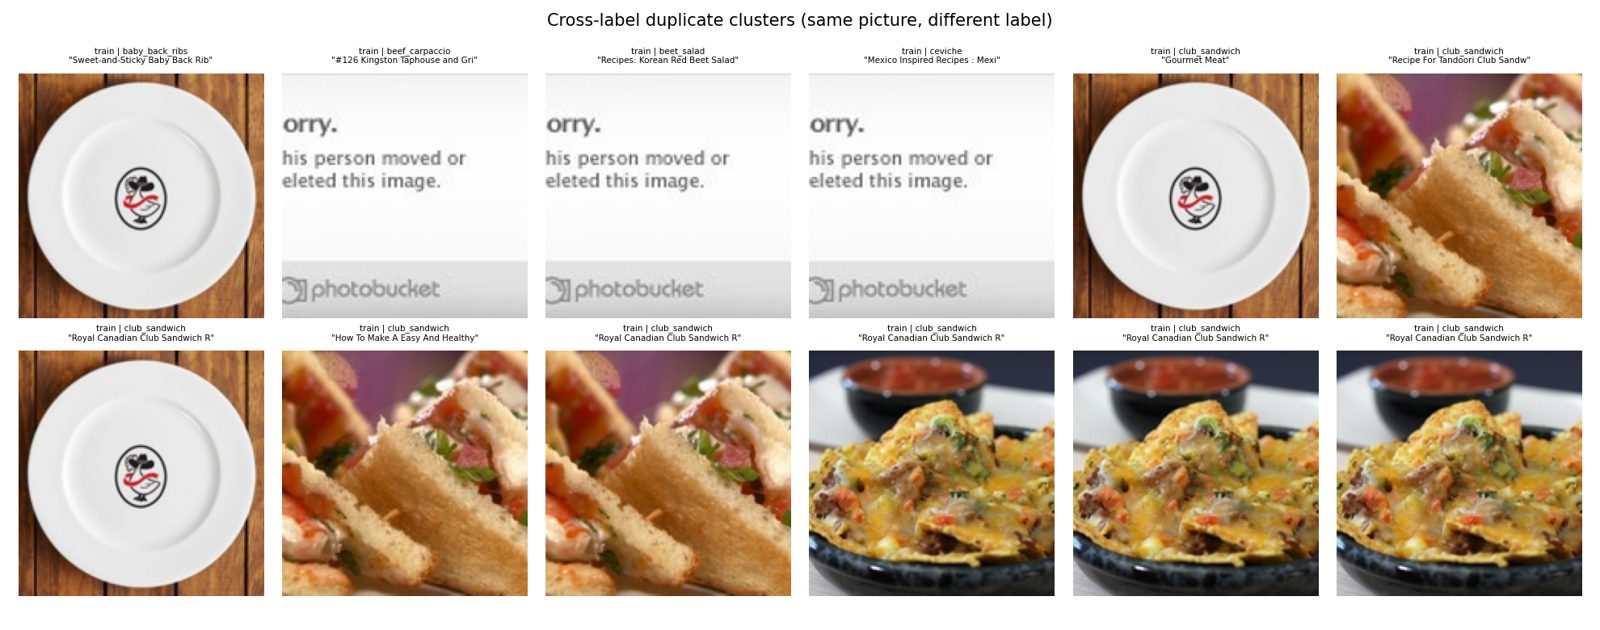 Cross-label duplicate clusters (same picture, different label)
train | baby_back_ribs
"Sweet-and-Sticky Baby Back Rib"
train | beef_carpaccio
"#126 Kingston Taphouse and Gri"
train | beet_salad
"Recipes: Korean Red Beet Salad"
train | ceviche
"Mexico Inspired Recipes : Mexi"
train | club_sandwich
"Gourmet Meat"
train | club_sandwich
"Recipe For Tandoori Club Sandw"
orry.
his person moved or
eleted this image.
photobucket
orry.
his person moved or
eleted this image.
photobucket
orry.
his person moved or
eleted this image.
photobucket
train | club_sandwich
"Royal Canadian Club Sandwich R"
train | club_sandwich
"How To Make A Easy And Healthy"
train | club_sandwich
"Royal Canadian Club Sandwich R"
train | club_sandwich
"Royal Canadian Club Sandwich R"
train | club_sandwich
"Royal Canadian Club Sandwich R"
train | club_sandwich
"Royal Canadian Club Sandwich R"